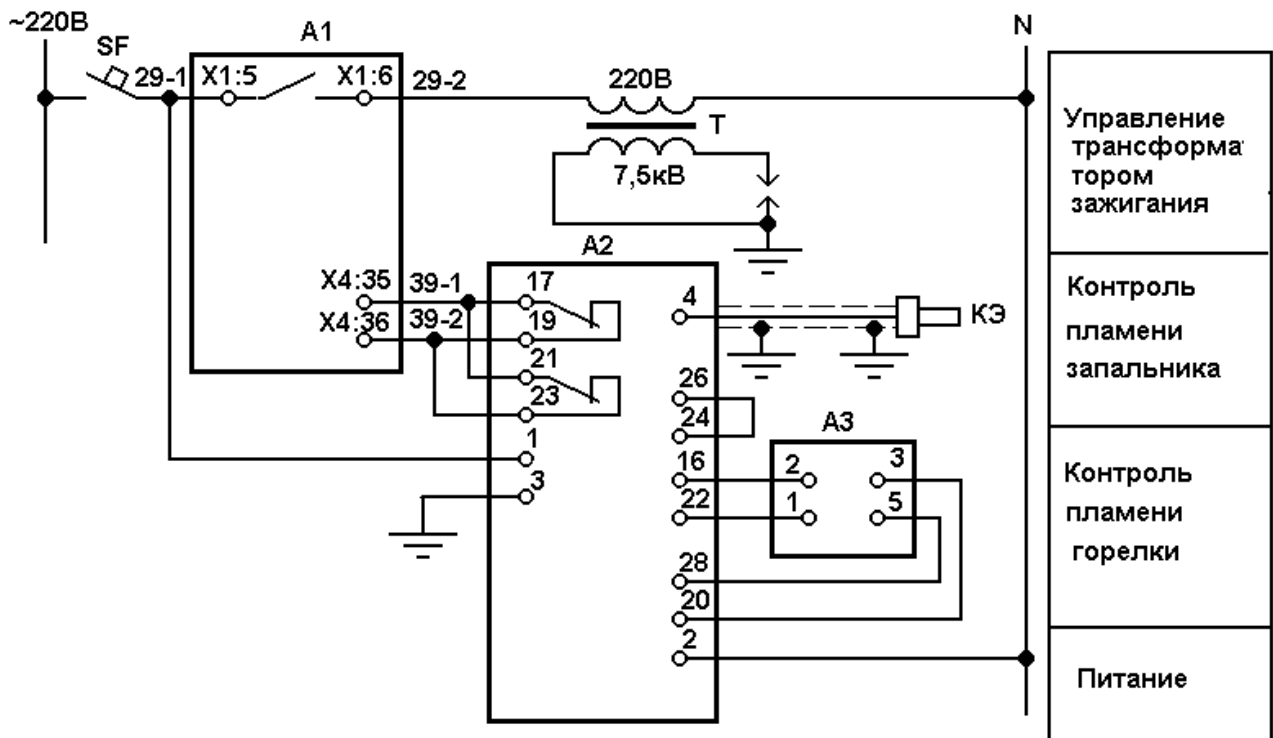 ~220В
SF
29-1
A1
X1:5
X1:6
29-2
220В
T
7,5кВ
N
Управление
трансформа
тором
зажигания
X4:35
39-1
X4:36
39-2
A2
17
19
21
23
1
3
4
КЭ
26
24
16
22
28
20
2
A3
2
3
1
5
Контроль
пламени
запальника
Контроль
пламени
горелки
Питание